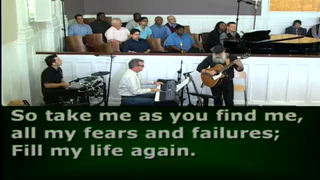 So take me as you find me,
all my fears and failures;
Fill my life again.